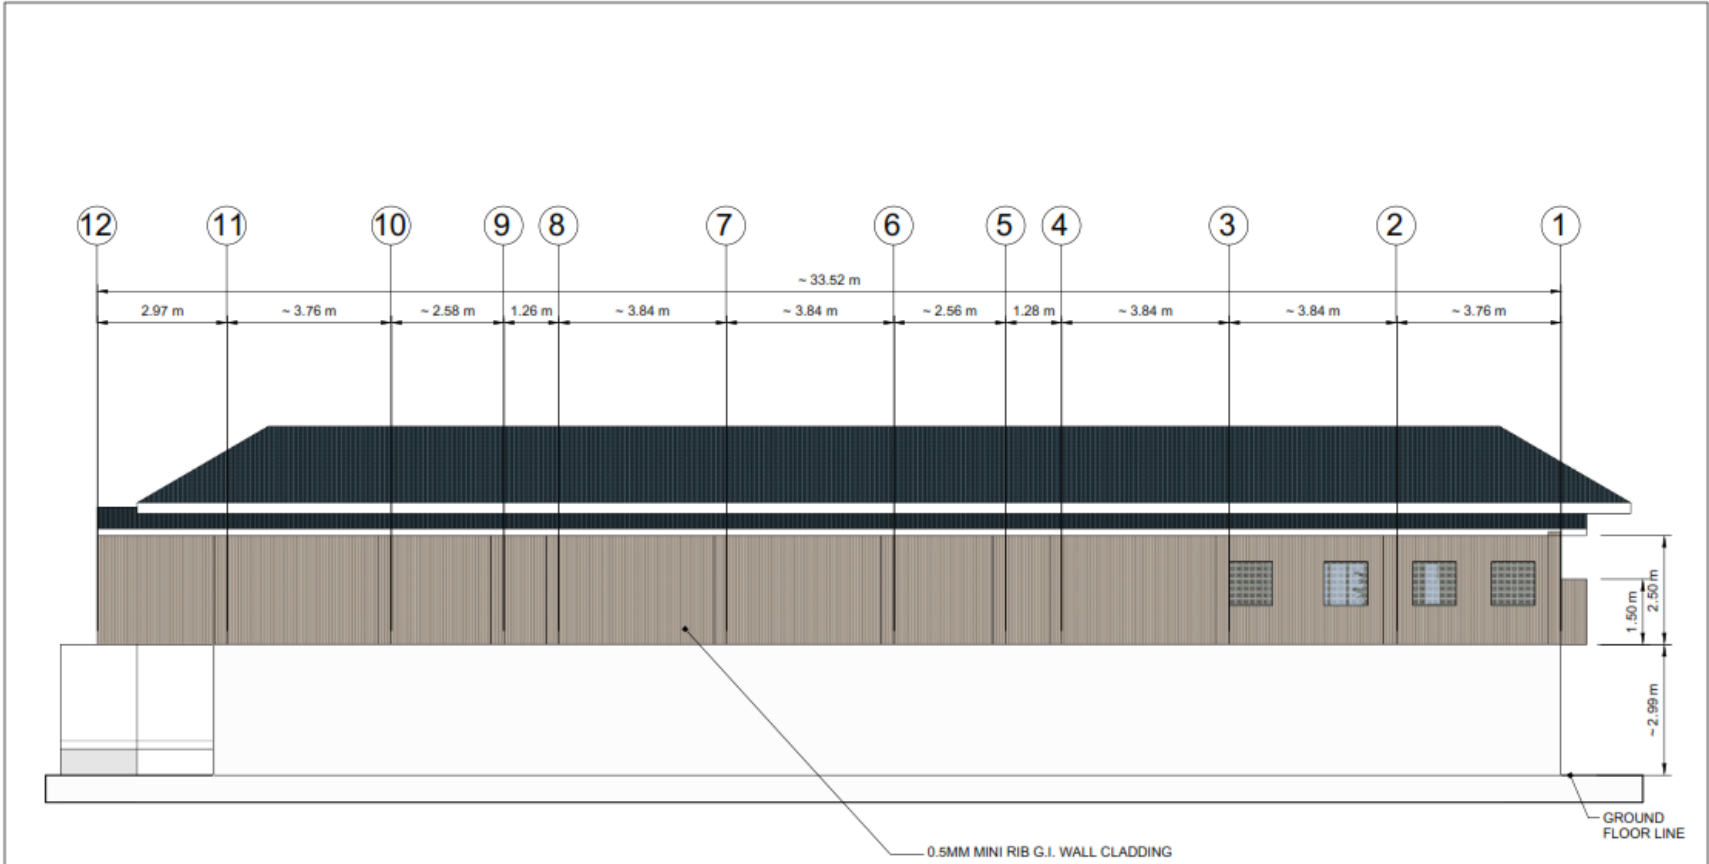 12 11 10 9 8 7 6 5 4 3 2 1
~ 33.52 m
2.97 m ~ 3.76 m ~ 2.58 m 1.26 m ~ 3.84 m ~ 3.84 m ~ 2.56 m 1.28 m ~ 3.84 m ~ 3.84 m ~ 3.76 m
1.50 m
2.50 m
~ 2.99 m
GROUND
FLOOR LINE
0.5MM MINI RIB G.I. WALL CLADDING